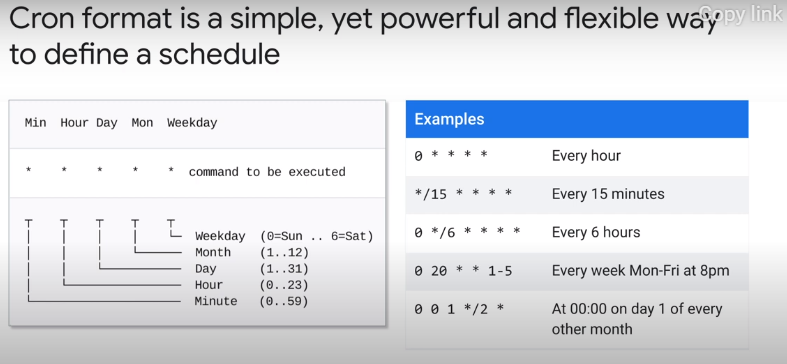 Cron format is a simple, yet powerful and flexible way
Copy link
to define a schedule
Min Hour Day Mon Weekday
* * * * * command to be executed
Weekday (0=Sun .. 6=Sat)
Month (1..12)
Day (1..31)
Hour (0..23)
Minute (0..59)
Examples
0 * * * * Every hour
*/15 * * * * Every 15 minutes
0 */6 * * * * Every 6 hours
0 20 * * 1-5 Every week Mon-Fri at 8pm
0 0 1 */2 * At 00:00 on day 1 of every
other month